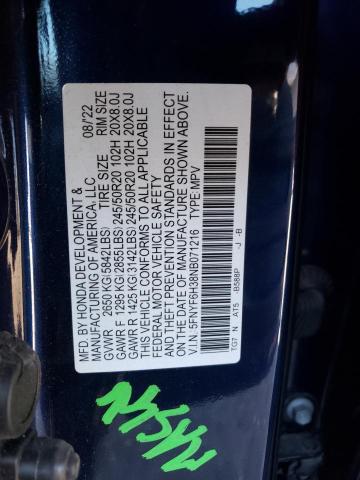 MFD. BY HONDA DEVELOPMENT & 08/'22
MANUFACTURING OF AMERICA, LLC
TIRE SIZE RIM SIZE
GVWR 2650 KG(5842LBS)
GAWR F 1295 KG(2855LBS) 245/50R20 102H 20X8.0J
GAWR R 1425 KG(3142LBS) 245/50R20 102H 20X8.0J
THIS VEHICLE CONFORMS TO ALL APPLICABLE
FEDERAL MOTOR VEHICLE SAFETY
AND THEFT PREVENTION STANDARDS IN EFFECT
ON THE DATE OF MANUFACTURE SHOWN ABOVE.
V.I.N: 5FNYF6H38NB071216 TYPE:MPV
TG7 N AT5 B588P -J -B